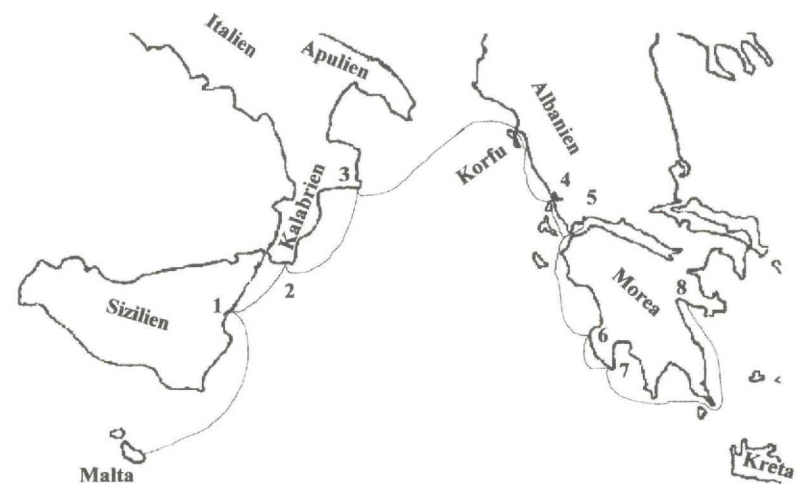 Italien
Apulien
Albanien
3
Korfu
4
5
Kalabrien
2
Sizilien
1
Morea
8
6
7
Malta
Kreta